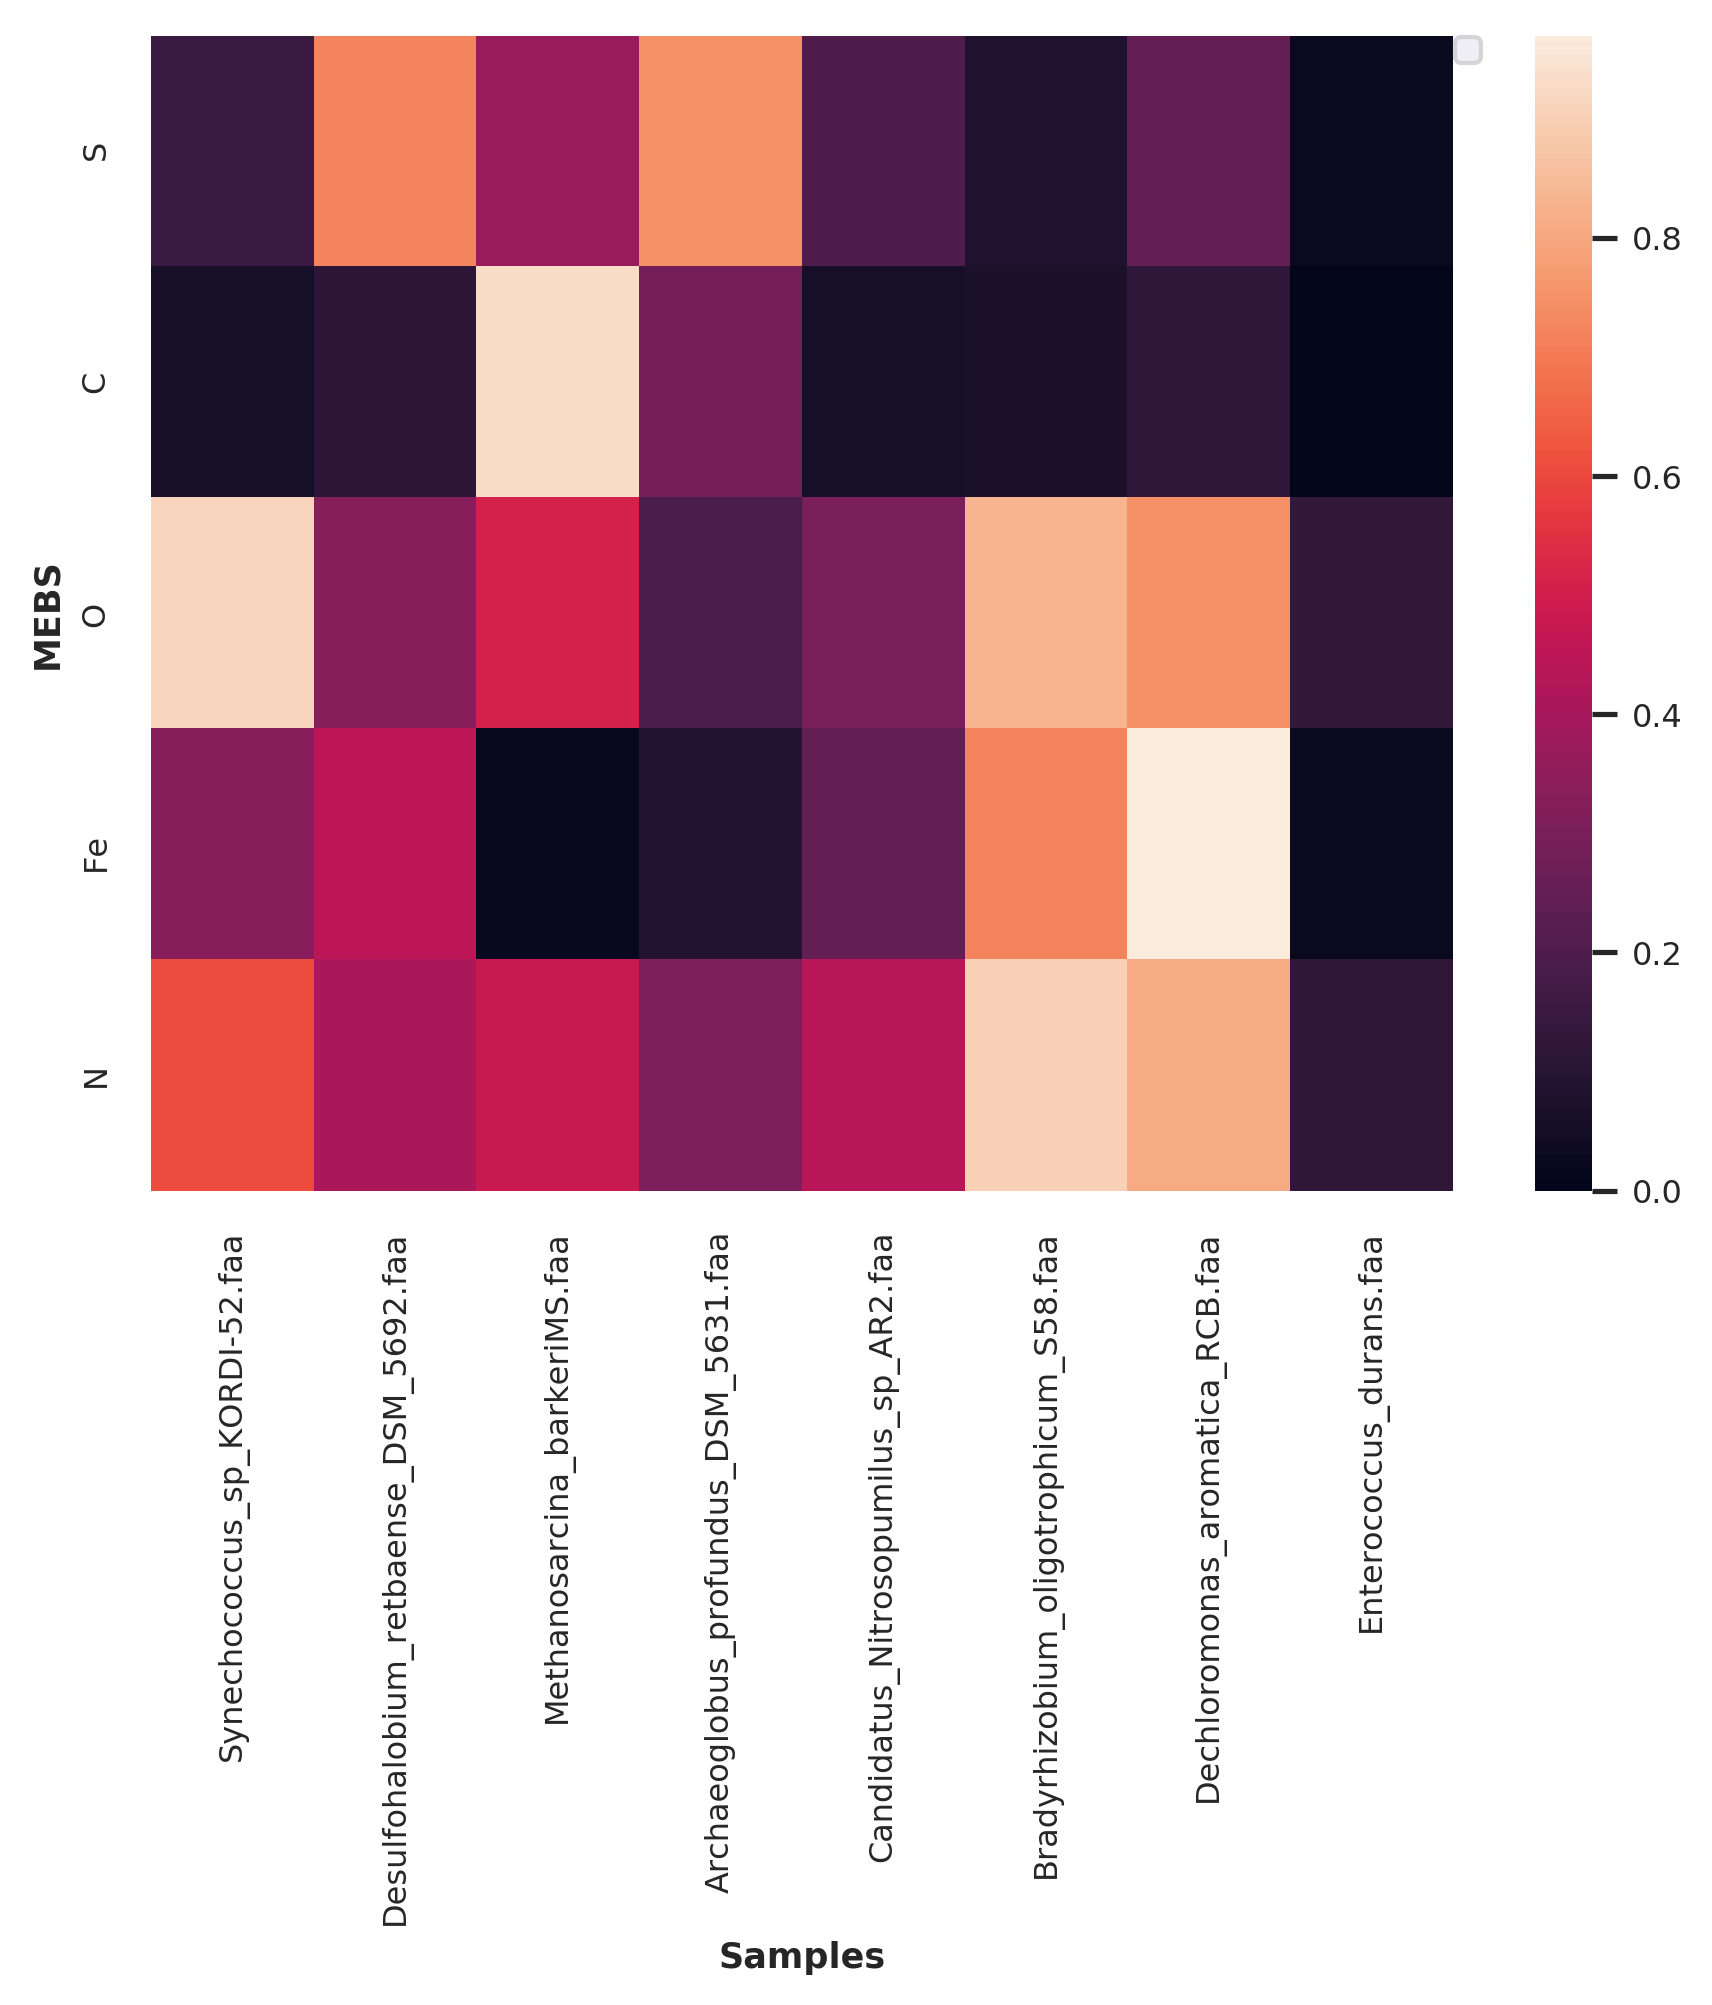 MEBS
S
C
O
Fe
N
0.8
0.6
0.4
0.2
0.0
Synechococcus_sp_KORDI-52.faa
Desulfohalobium_retbaense_DSM_5692.faa
Methanosarcina_barkeriMS.faa
Archaeoglobus_profundus_DSM_5631.faa
Candidatus_Nitrosopumilus_sp_AR2.faa
Bradyrhizobium_oligotrophicum_S58.faa
Dechloromonas_aromatica_RCB.faa
Enterococcus_durans.faa
Samples